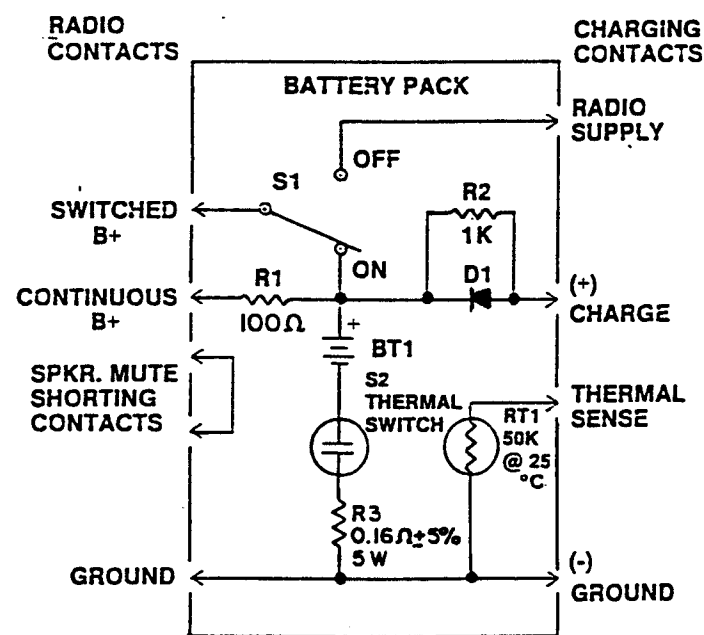 RADIO
CONTACTS
CHARGING
CONTACTS
BATTERY PACK
RADIO
SUPPLY
OFF
S1
R2
1K
SWITCHED
B+
ON
D1
R1
100Ω
CONTINUOUS
B+
(+)
CHARGE
+
BT1
SPKR. MUTE
SHORTING
CONTACTS
S2
THERMAL
SWITCH
RT1
50K
@ 25
°C
THERMAL
SENSE
R3
0.16Ω±5%
5W
GROUND
(-)
GROUND